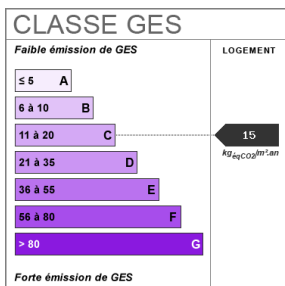 CLASSE GES
Faible émission de GES
LOGEMENT
≤ 5 A
6 à 10 B
11 à 20 C
15
kgéqCO2/m².an
21 à 35 D
36 à 55 E
56 à 80 F
> 80 G
Forte émission de GES